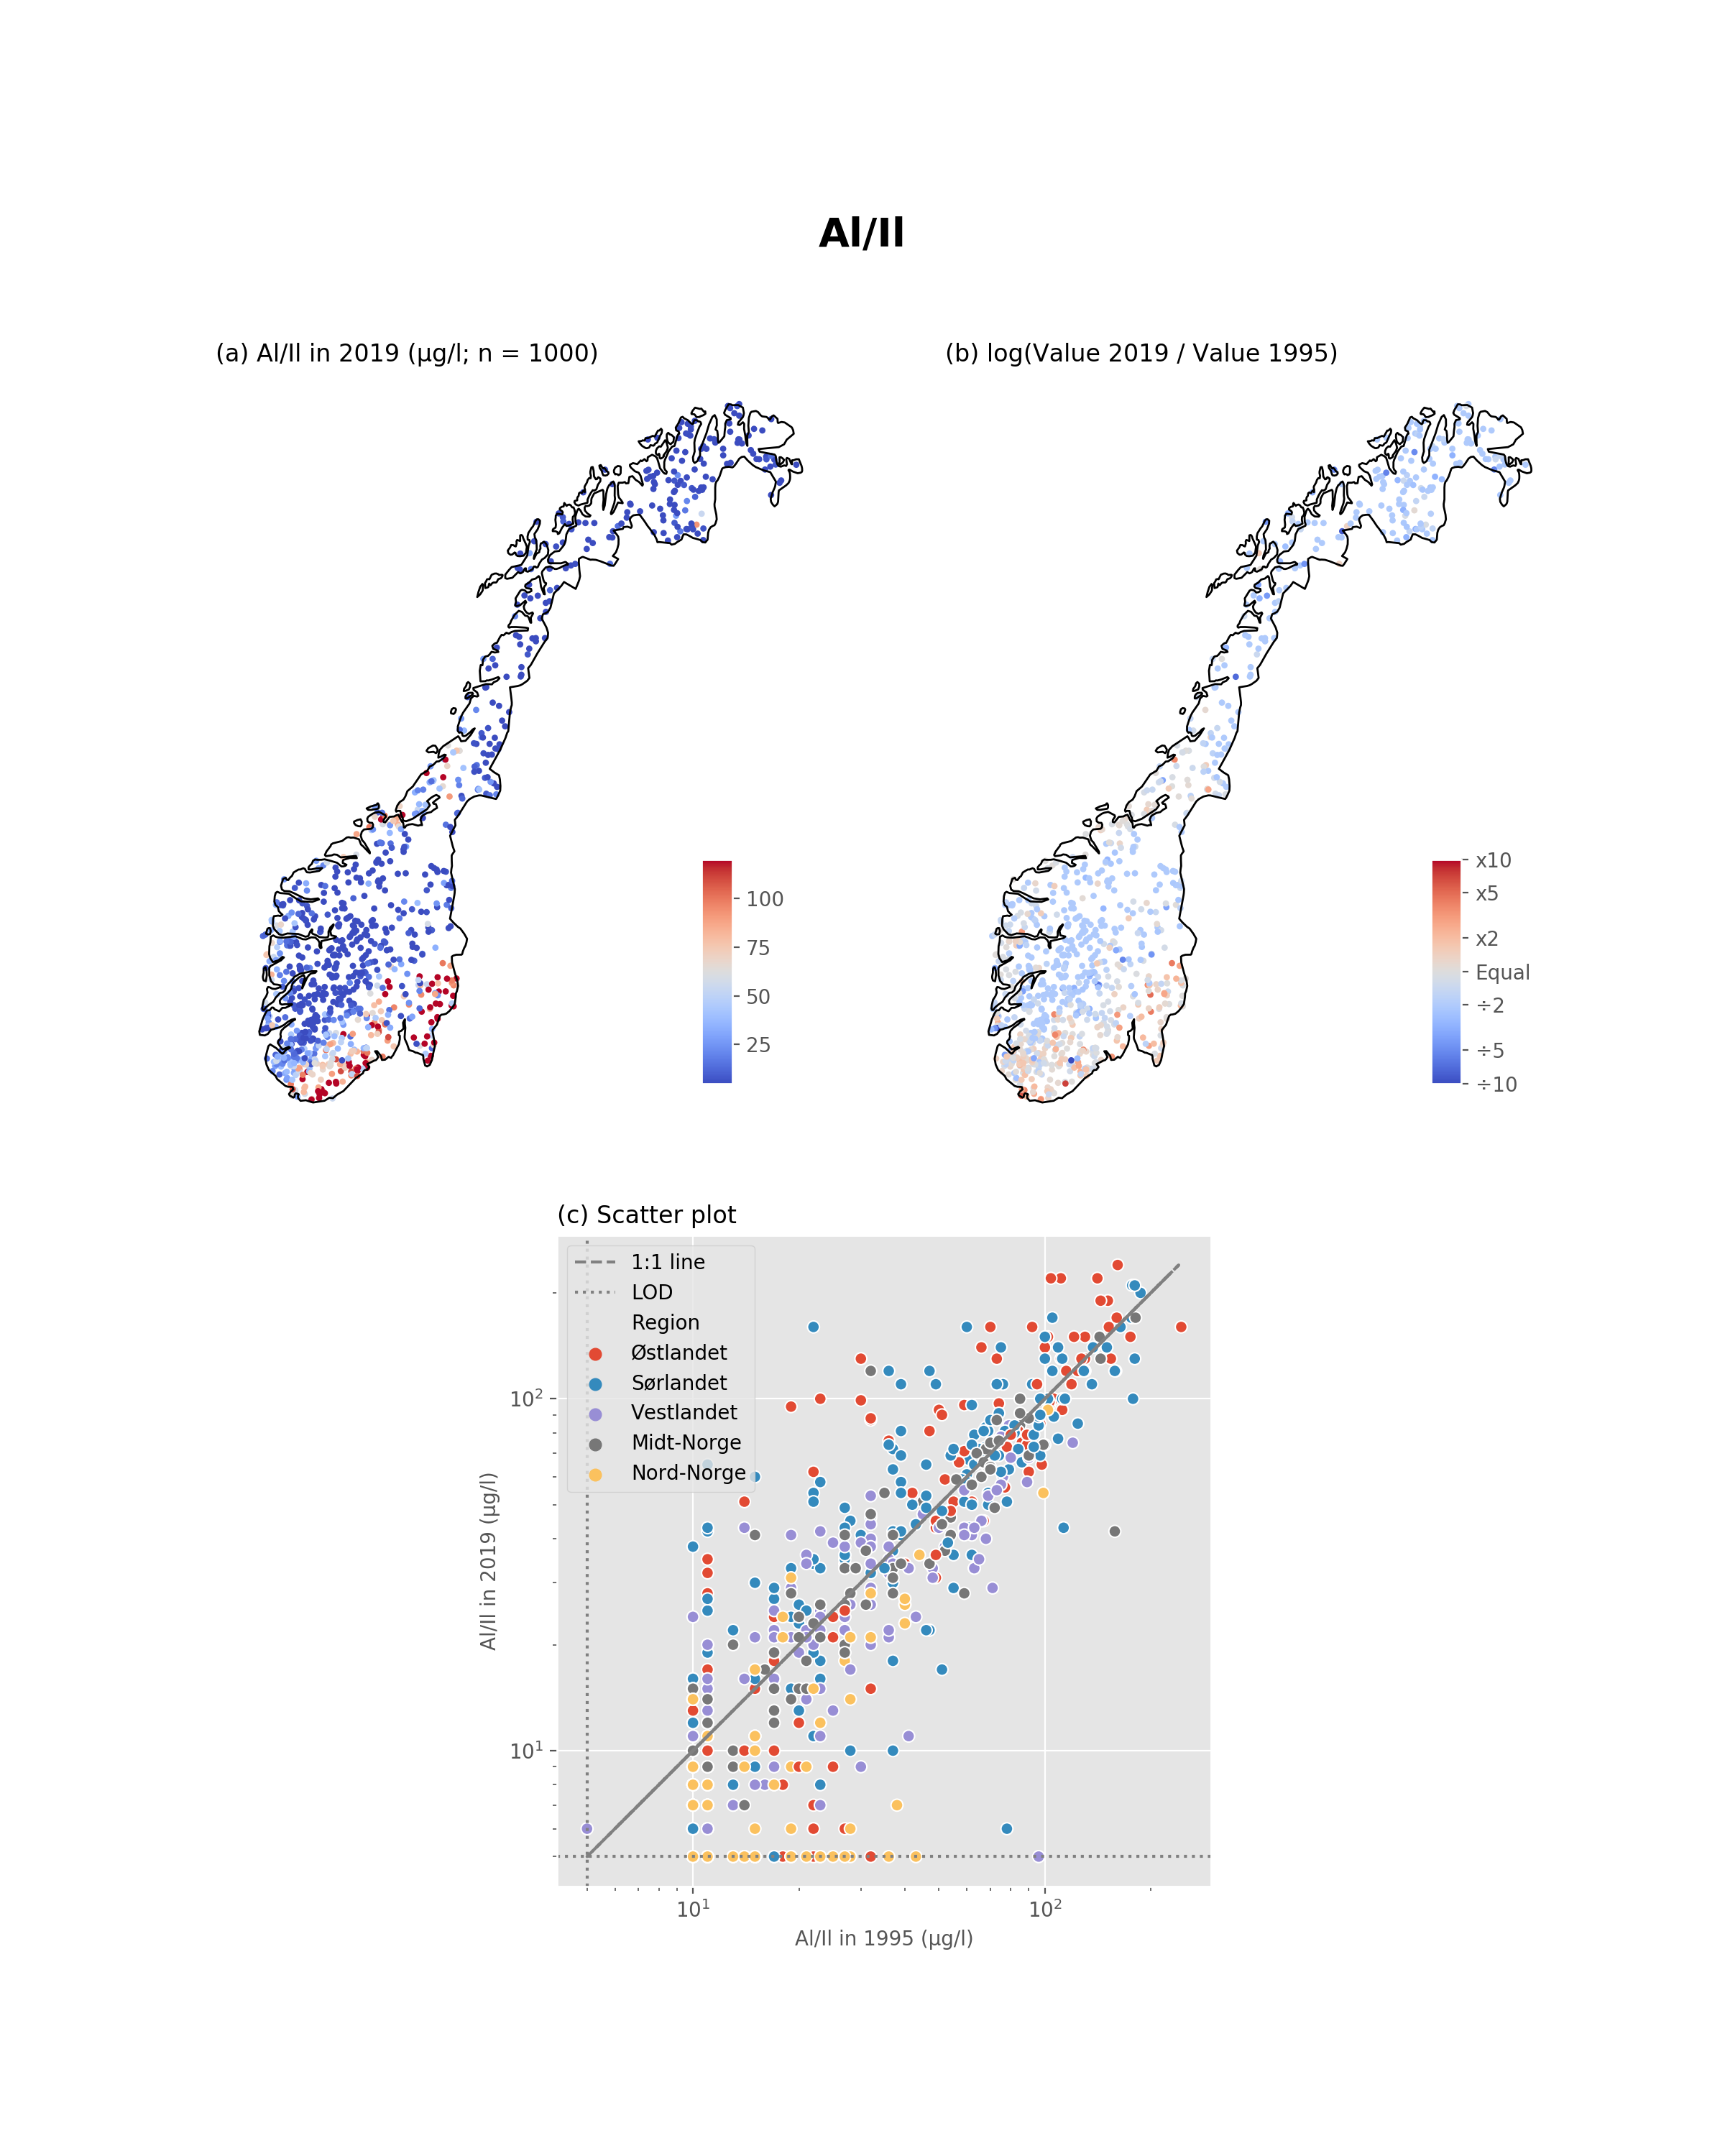 Al/Il
(a) Al/Il in 2019 (µg/l; n = 1000)
(b) log(Value 2019 / Value 1995)
100
75
50
25
x10
x5
x2
Equal
÷2
÷5
÷10
(c) Scatter plot
1:1 line
LOD
Region
Østlandet
Sørlandet
Vestlandet
Midt-Norge
Nord-Norge
10²
10¹
Al/Il in 2019 (µg/l)
10¹
10²
Al/Il in 1995 (µg/l)